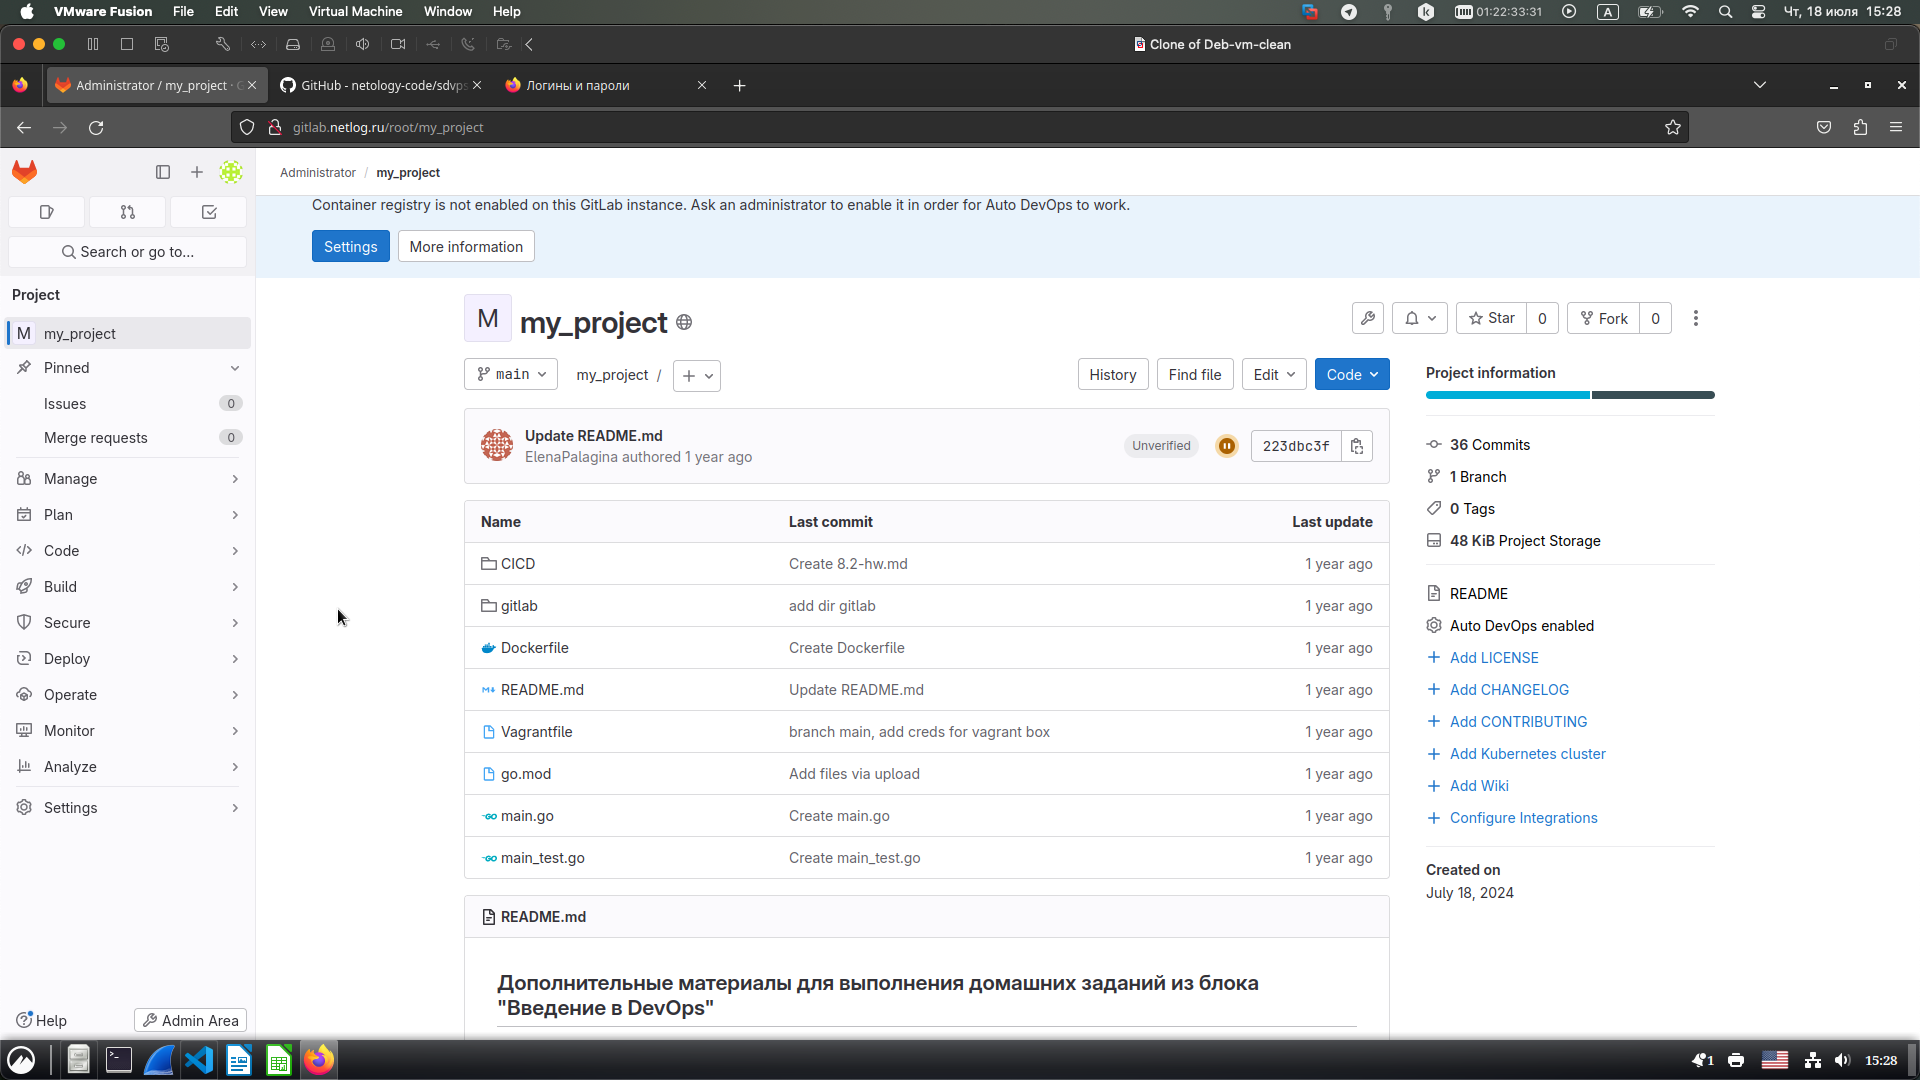 VMware Fusion File Edit View Virtual Machine Window Help 01:22:33:31 A Чт, 18 июля 15:28
Clone of Deb-vm-clean
Administrator / my_project · GitHub - netology-code/sdvps Логины и пароли
gitlab.netlog.ru/root/my_project
Administrator / my_project
Container registry is not enabled on this GitLab instance. Ask an administrator to enable it in order for Auto DevOps to work.
Settings More information
Search or go to...
Project
M my_project
Pinned
Issues 0
Merge requests 0
Manage
Plan
Code
Build
Secure
Deploy
Operate
Monitor
Analyze
Settings
Help Admin Area
M my_project
Star 0 Fork 0
main my_project / History Find file Edit Code
Update README.md
ElenaPalagina authored 1 year ago
Unverified 223dbc3f
Name Last commit Last update
CICD Create 8.2-hw.md 1 year ago
gitlab add dir gitlab 1 year ago
Dockerfile Create Dockerfile 1 year ago
README.md Update README.md 1 year ago
Vagrantfile branch main, add creds for vagrant box 1 year ago
go.mod Add files via upload 1 year ago
main.go Create main.go 1 year ago
main_test.go Create main_test.go 1 year ago
README.md
Дополнительные материалы для выполнения домашних заданий из блока
"Введение в DevOps"
Project information
36 Commits
1 Branch
0 Tags
48 KiB Project Storage
README
Auto DevOps enabled
Add LICENSE
Add CHANGELOG
Add CONTRIBUTING
Add Kubernetes cluster
Add Wiki
Configure Integrations
Created on
July 18, 2024
1 15:28